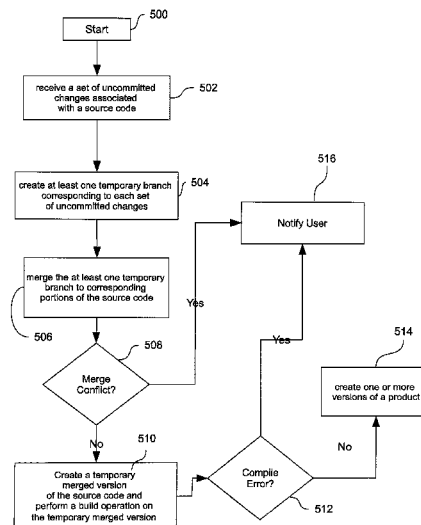 Start
500
receive a set of uncommitted
changes associated
with a source code
502
create at least one temporary branch
corresponding to each set
of uncommitted changes
504
516
Notify User
merge the at least one temporary
branch to corresponding
portions of the source code
506
Yes
Yes
508
Merge
Conflict?
514
create one or more
versions of a product
No
510
Create a temporary
merged version
of the source code and
perform a build operation on
the temporary merged version
Complie
Error?
No
512